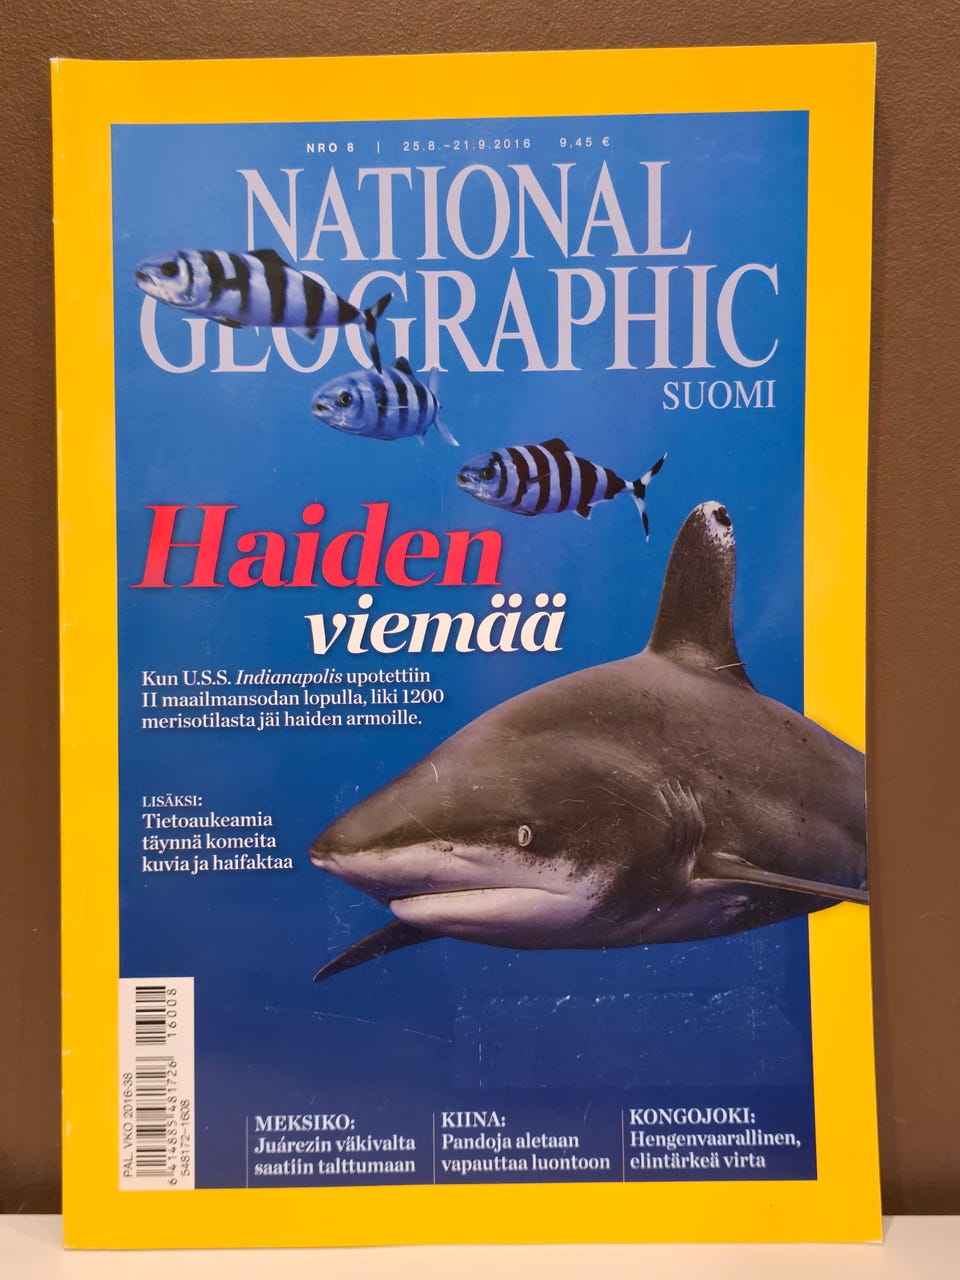 NRO 8 | 25.8.–21.9.2016 9,45 €
NATIONAL
GEOGRAPHIC
SUOMI
Haiden
viemää
Kun U.S.S. Indianapolis upotettiin
II maailmansodan lopulla, liki 1200
merisotilasta jäi haiden armoille.
LISÄKSI:
Tietoaukeamia
täynnä komeita
kuvia ja haifaktaa
PAL. VKO 2016-38
6 414885 481726
16008
548172-1608
MEKSIKO:
Juárezin väkivalta
saatiin talttumaan
KIINA:
Pandoja aletaan
vapauttaa luontoon
KONGOJOKI:
Hengenvaarallinen,
elintärkeä virta